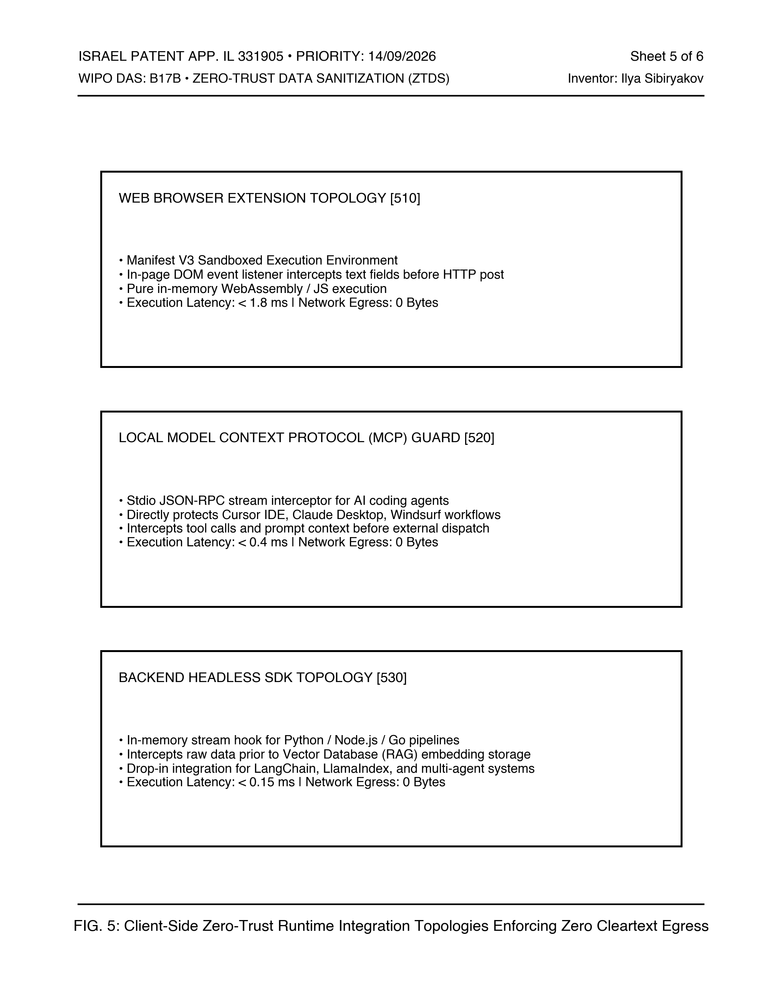 ISRAEL PATENT APP. IL 331905 • PRIORITY: 14/09/2026
Sheet 5 of 6
WIPO DAS: B17B • ZERO-TRUST DATA SANITIZATION (ZTDS)
Inventor: Ilya Sibiryakov
WEB BROWSER EXTENSION TOPOLOGY [510]
• Manifest V3 Sandboxed Execution Environment
• In-page DOM event listener intercepts text fields before HTTP post
• Pure in-memory WebAssembly / JS execution
• Execution Latency: < 1.8 ms | Network Egress: 0 Bytes
LOCAL MODEL CONTEXT PROTOCOL (MCP) GUARD [520]
• Stdio JSON-RPC stream interceptor for AI coding agents
• Directly protects Cursor IDE, Claude Desktop, Windsurf workflows
• Intercepts tool calls and prompt context before external dispatch
• Execution Latency: < 0.4 ms | Network Egress: 0 Bytes
BACKEND HEADLESS SDK TOPOLOGY [530]
• In-memory stream hook for Python / Node.js / Go pipelines
• Intercepts raw data prior to Vector Database (RAG) embedding storage
• Drop-in integration for LangChain, LlamaIndex, and multi-agent systems
• Execution Latency: < 0.15 ms | Network Egress: 0 Bytes
FIG. 5: Client-Side Zero-Trust Runtime Integration Topologies Enforcing Zero Cleartext Egress